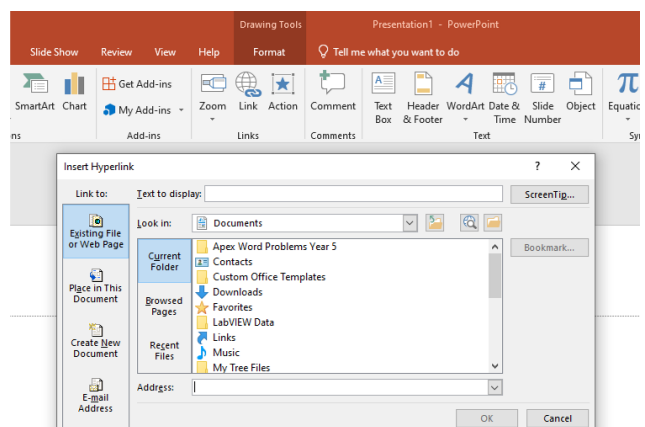 Drawing Tools Presentation1 - PowerPoint
Slide Show Review View Help Format Tell me what you want to do
SmartArt Chart Get Add-ins My Add-ins Zoom Link Action Comment Text Box Header & Footer WordArt Date & Time Slide Number Object
Add-ins Links Comments Text
Insert Hyperlink ? X
Link to: Text to display: ScreenTip...
Existing File or Web Page
Look in: Documents
Bookmark...
Current Folder
Apex Word Problems Year 5
Contacts
Custom Office Templates
Downloads
Favorites
LabVIEW Data
Links
Music
My Tree Files
Place in This Document
Browsed Pages
Create New Document
Recent Files
E-mail Address
Address:
OK Cancel